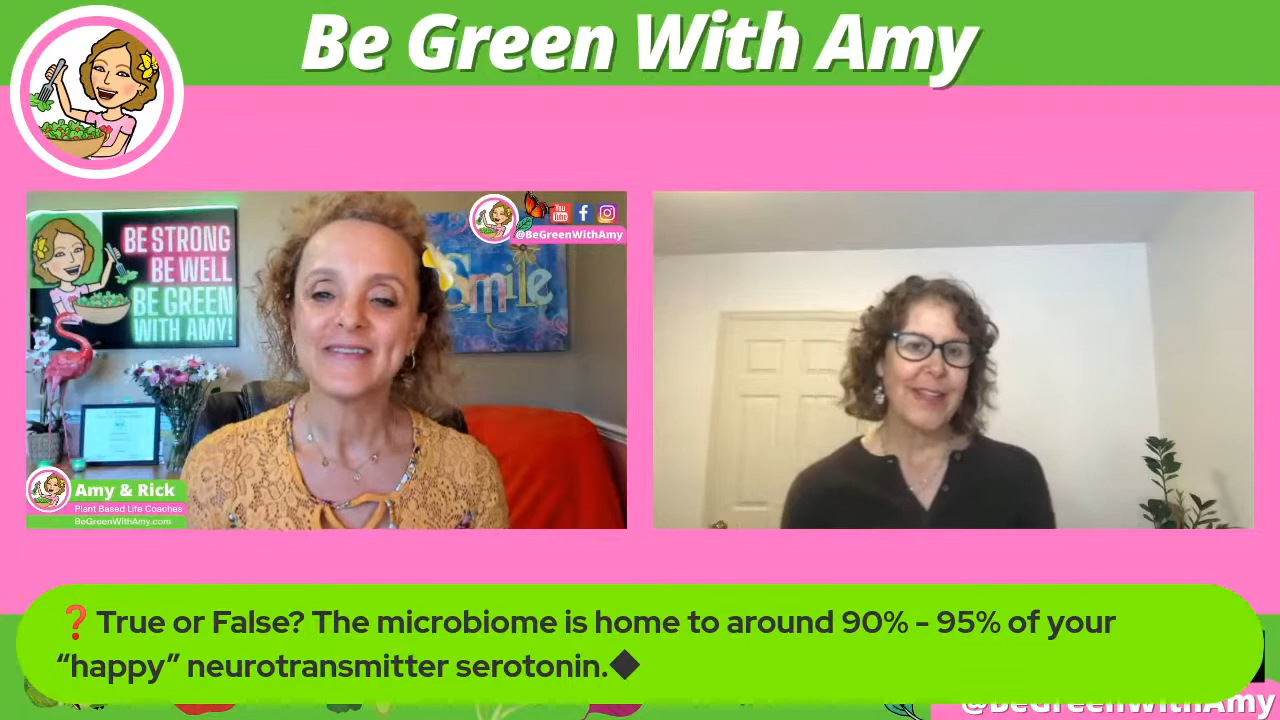 Be Green With Amy
BE STRONG
BE WELL
BE GREEN
WITH AMY!
Smile
You
Tube
@BeGreenWithAmy
Amy & Rick
Plant Based Life Coaches
BeGreenWithAmy.com
❓True or False? The microbiome is home to around 90% - 95% of your
“happy” neurotransmitter serotonin.◆
@BeGreenWithAmy